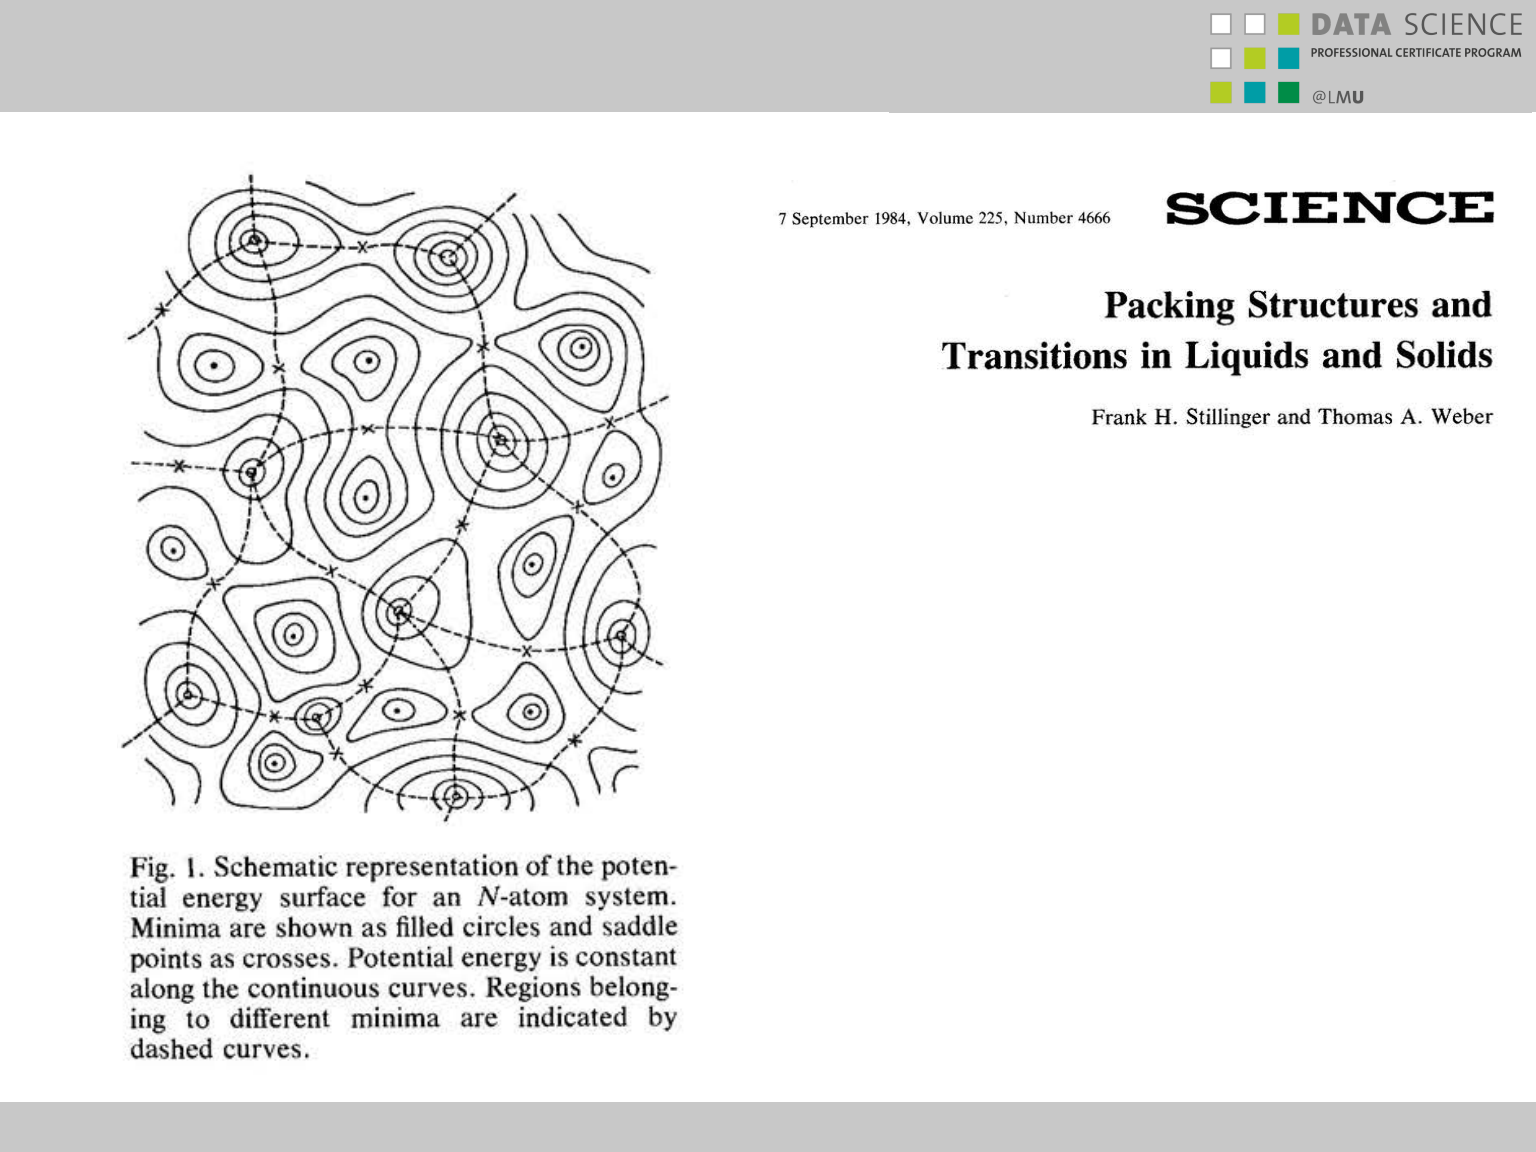 DATA SCIENCE
PROFESSIONAL CERTIFICATE PROGRAM
@LMU
7 September 1984, Volume 225, Number 4666
SCIENCE
Packing Structures and
Transitions in Liquids and Solids
Frank H. Stillinger and Thomas A. Weber
Fig. 1. Schematic representation of the poten-
tial energy surface for an N-atom system.
Minima are shown as filled circles and saddle
points as crosses. Potential energy is constant
along the continuous curves. Regions belong-
ing to different minima are indicated by
dashed curves.